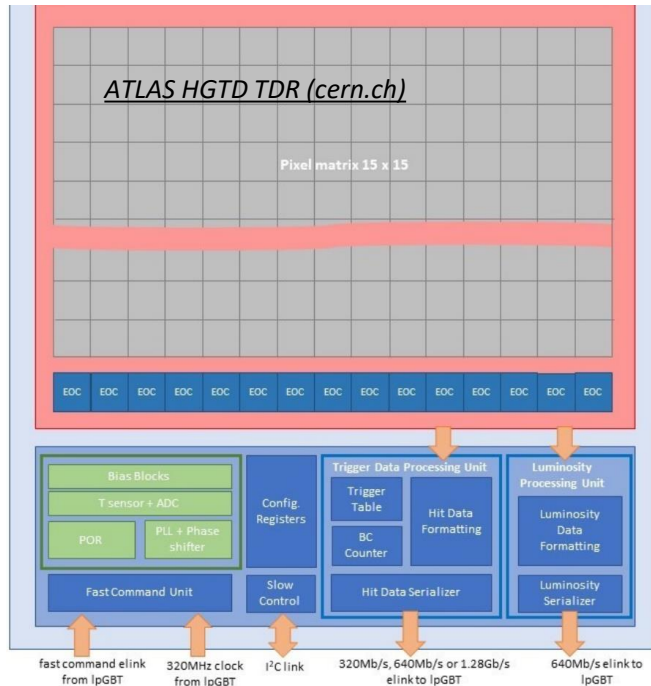 ATLAS HGTD TDR (cern.ch)
Pixel matrix 15 x 15
EOC EOC EOC EOC EOC EOC EOC EOC EOC EOC EOC EOC EOC EOC EOC
Bias Blocks
T sensor + ADC
POR
PLL + Phase
shifter
Fast Command Unit
Config.
Registers
Slow
Control
Trigger Data Processing Unit
Trigger
Table
BC
Counter
Hit Data
Formatting
Hit Data Serializer
Luminosity
Processing Unit
Luminosity
Data
Formatting
Luminosity
Serializer
fast command elink
from lpGBT
320MHz clock
from lpGBT
I²C link
320Mb/s, 640Mb/s or 1.28Gb/s
elink to lpGBT
640Mb/s elink to
lpGBT